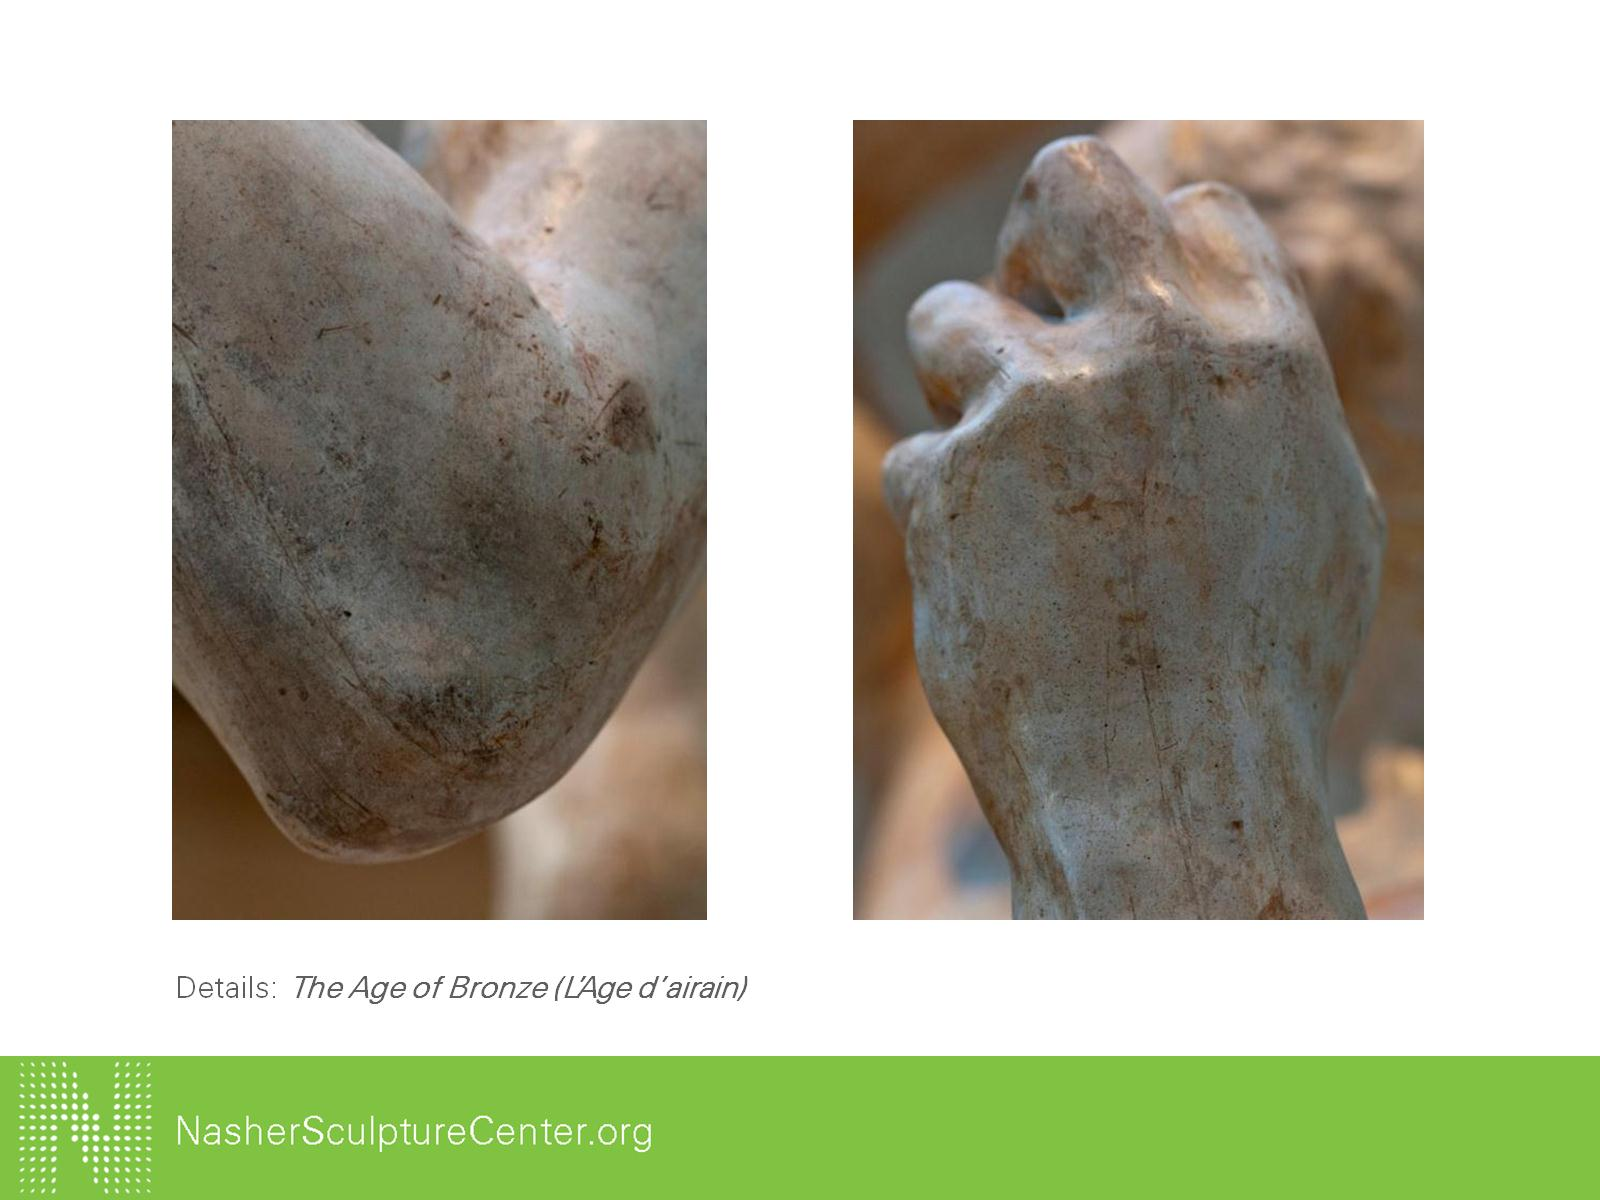 Details: The Age of Bronze (L’Age d’airain)
NasherSculptureCenter.org